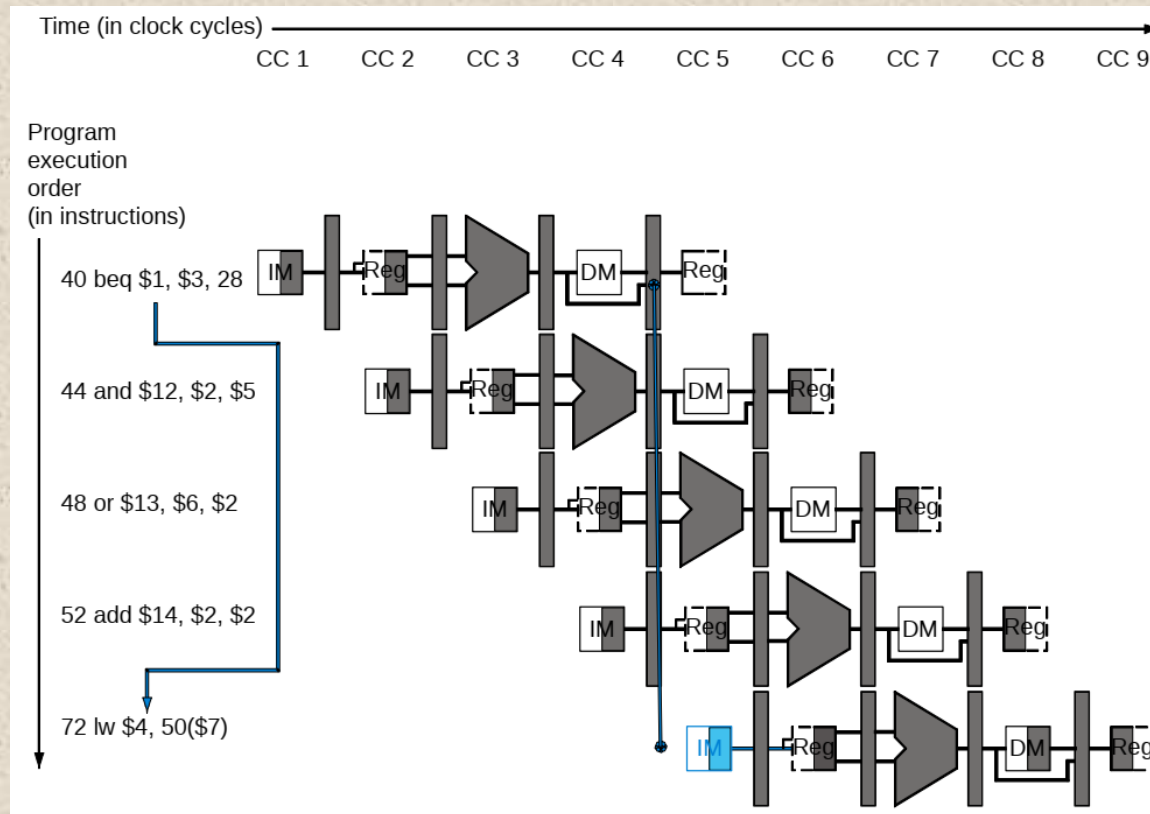 Time (in clock cycles)
CC 1 CC 2 CC 3 CC 4 CC 5 CC 6 CC 7 CC 8 CC 9
Program
execution
order
(in instructions)
40 beq $1, $3, 28
IM Reg DM Reg
44 and $12, $2, $5
IM Reg DM Reg
48 or $13, $6, $2
IM Reg DM Reg
52 add $14, $2, $2
IM Reg DM Reg
72 lw $4, 50($7)
IM Reg DM Reg